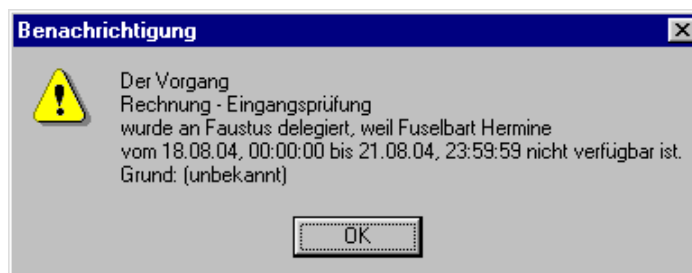 Benachrichtigung
Der Vorgang
Rechnung - Eingangsprüfung
wurde an Faustus delegiert, weil Fuselbart Hermine
vom 18.08.04, 00:00:00 bis 21.08.04, 23:59:59 nicht verfügbar ist.
Grund: (unbekannt)
OK